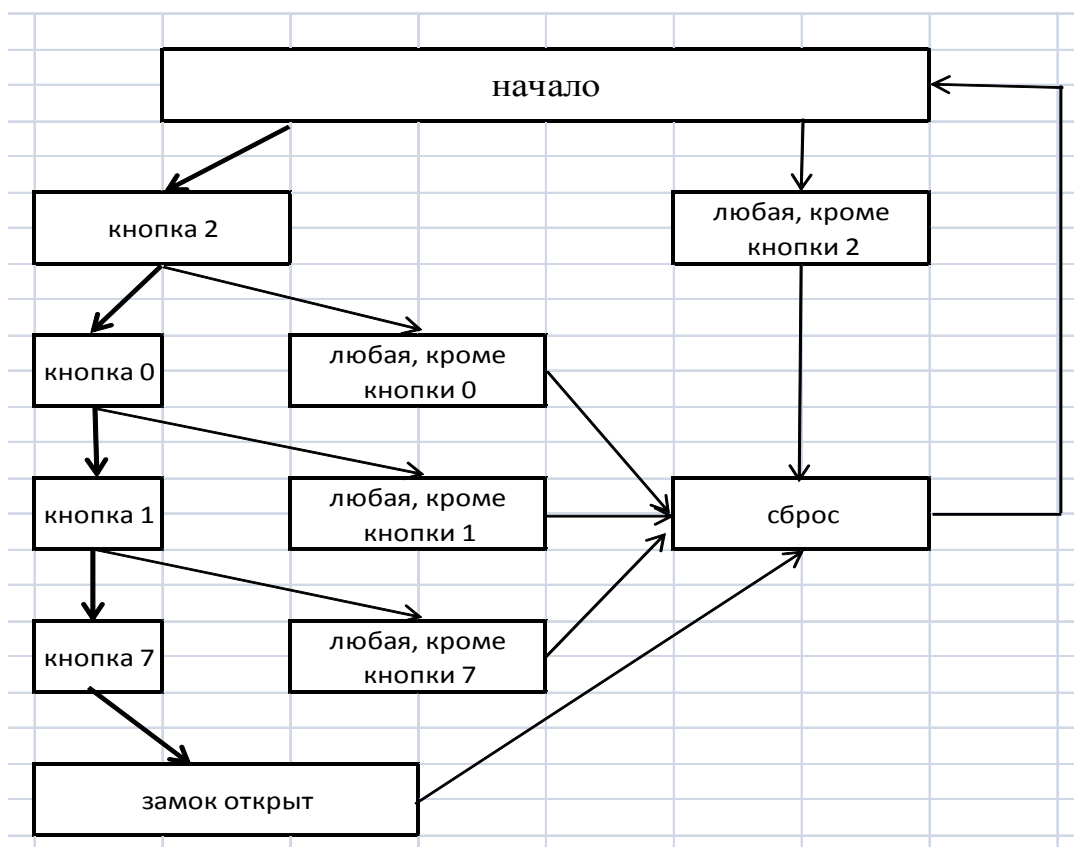 начало
кнопка 2
любая, кроме
кнопки 2
кнопка 0
любая, кроме
кнопки 0
кнопка 1
любая, кроме
кнопки 1
сброс
кнопка 7
любая, кроме
кнопки 7
замок открыт